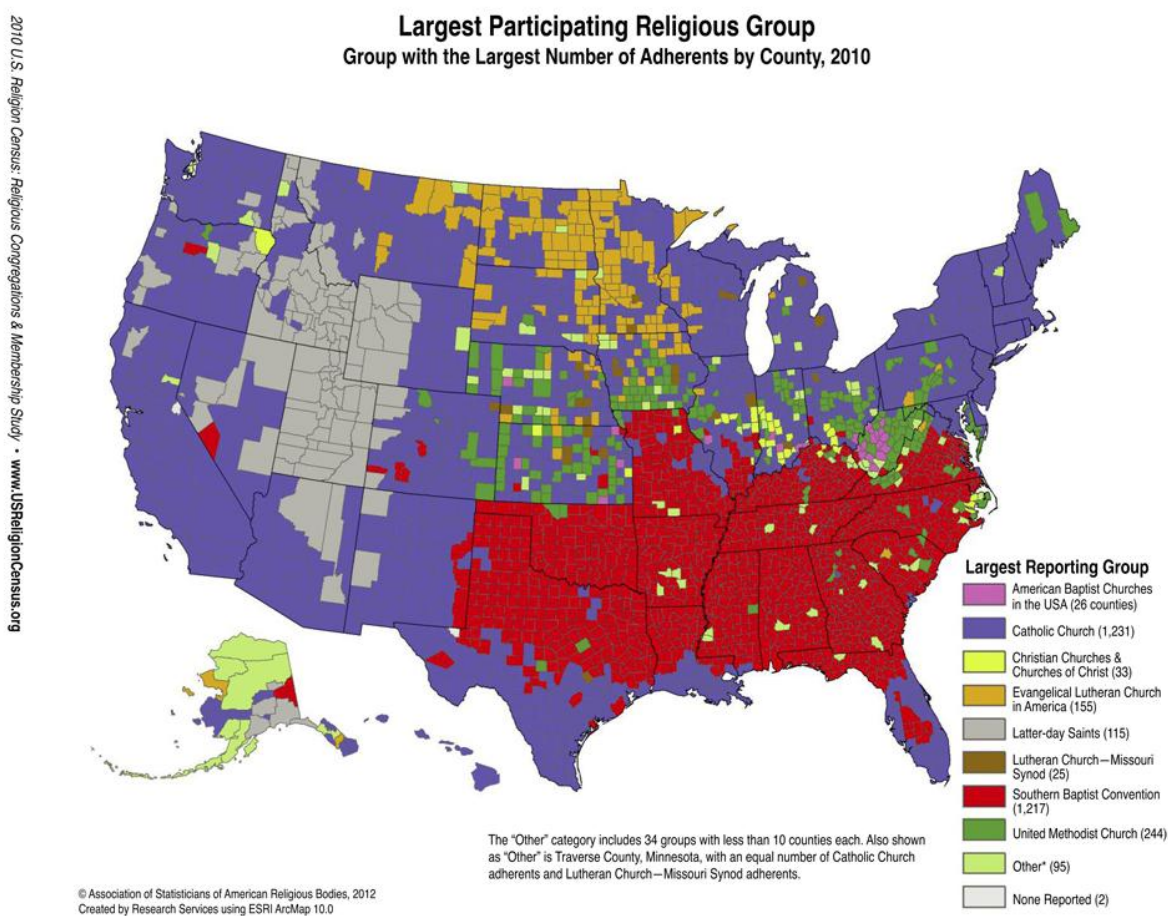 Largest Participating Religious Group
Group with the Largest Number of Adherents by County, 2010
2010 U.S. Religion Census: Religious Congregations & Membership Study • www.USReligionCensus.org
Largest Reporting Group
American Baptist Churches
in the USA (26 counties)
Catholic Church (1,231)
Christian Churches &
Churches of Christ (33)
Evangelical Lutheran Church
in America (155)
Latter-day Saints (115)
Lutheran Church—Missouri
Synod (25)
Southern Baptist Convention
(1,217)
United Methodist Church (244)
Other* (95)
None Reported (2)
The "Other" category includes 34 groups with less than 10 counties each. Also shown
as "Other" is Traverse County, Minnesota, with an equal number of Catholic Church
adherents and Lutheran Church—Missouri Synod adherents.
© Association of Statisticians of American Religious Bodies, 2012
Created by Research Services using ESRI ArcMap 10.0